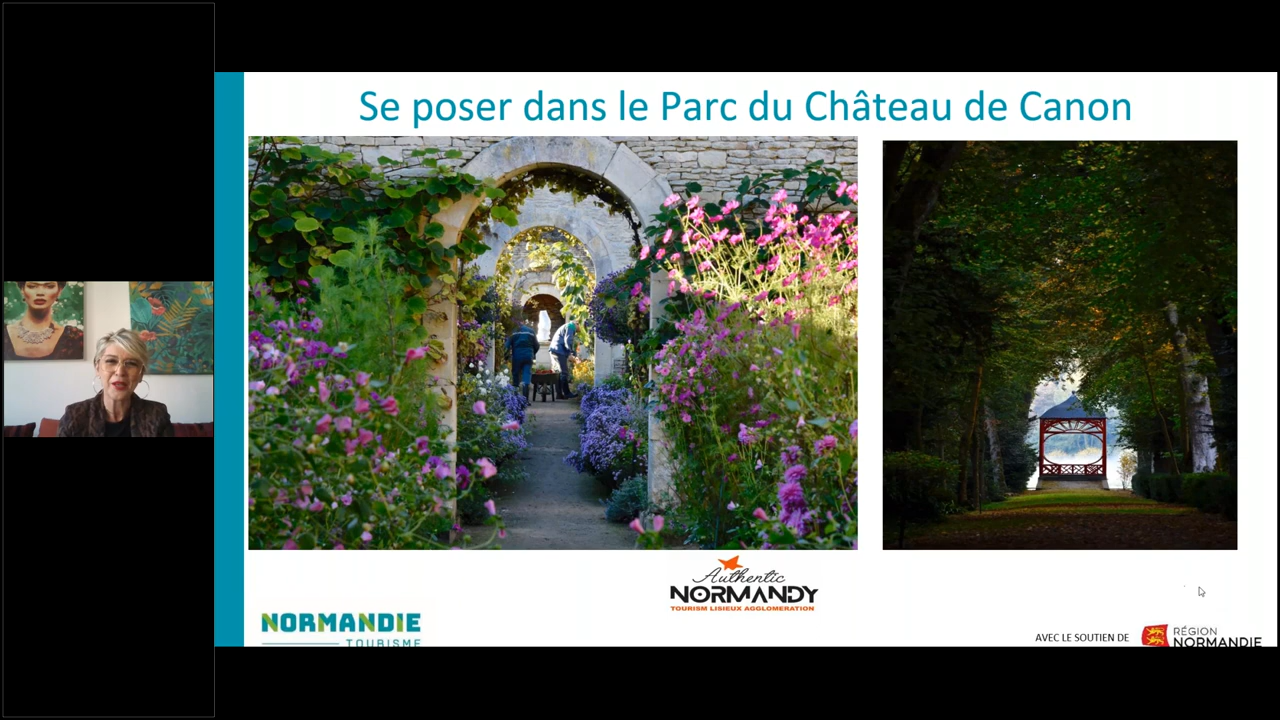 Se poser dans le Parc du Château de Canon
Authentic
NORMANDY
TOURISM LISIEUX AGGLOMERATION
NORMANDIE
TOURISME
AVEC LE SOUTIEN DE
RÉGION
NORMANDIE